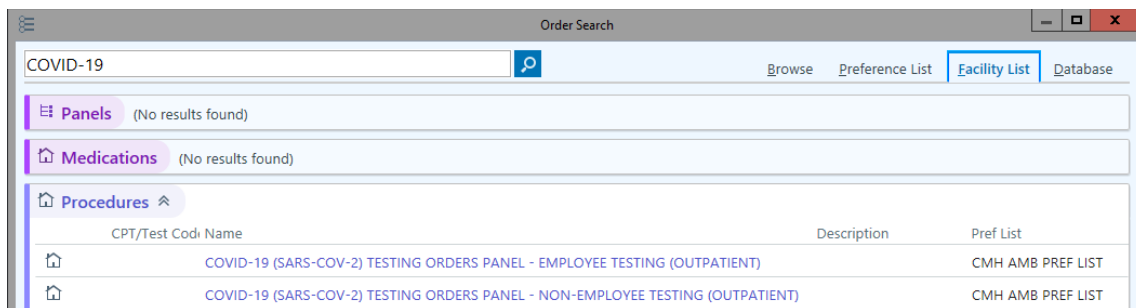 Order Search
COVID-19
Browse Preference List Facility List Database
Panels (No results found)
Medications (No results found)
Procedures
CPT/Test Code Name Description Pref List
COVID-19 (SARS-COV-2) TESTING ORDERS PANEL - EMPLOYEE TESTING (OUTPATIENT) CMH AMB PREF LIST
COVID-19 (SARS-COV-2) TESTING ORDERS PANEL - NON-EMPLOYEE TESTING (OUTPATIENT) CMH AMB PREF LIST